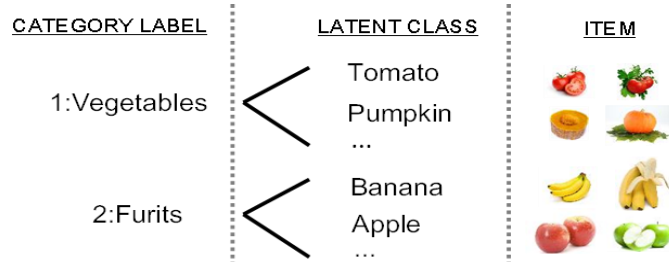 CATEGORY LABEL
LATENT CLASS
ITEM
1:Vegetables
Tomato
Pumpkin
...
2:Furits
Banana
Apple
...